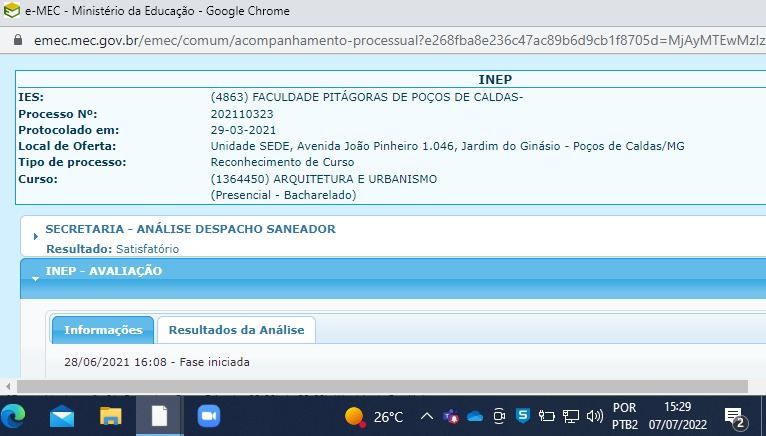 e-MEC - Ministério da Educação - Google Chrome
emec.mec.gov.br/emec/comum/acompanhamento-processual?e268fba8e236c47ac89b6d9cb1f8705d=MjAyMTEwMzIz
INEP
IES: (4863) FACULDADE PITÁGORAS DE POÇOS DE CALDAS-
Processo Nº: 202110323
Protocolado em: 29-03-2021
Local de Oferta: Unidade SEDE, Avenida João Pinheiro 1.046, Jardim do Ginásio - Poços de Caldas/MG
Tipo de processo: Reconhecimento de Curso
Curso: (1364450) ARQUITETURA E URBANISMO
(Presencial - Bacharelado)
SECRETARIA - ANÁLISE DESPACHO SANEADOR
Resultado: Satisfatório
INEP - AVALIAÇÃO
Informações Resultados da Análise
28/06/2021 16:08 - Fase iniciada
26°C POR 15:29
PTB2 07/07/2022 2